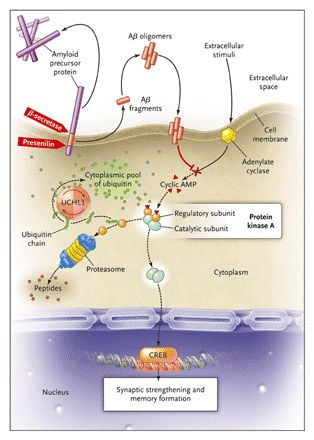 Amyloid
precursor
protein
Aβ oligomers
Extracellular
stimuli
Aβ
fragments
Extracellular
space
β-secretase
Presenilin
Cell
membrane
Adenylate
cyclase
Cytoplasmic pool
of ubiquitin
Cyclic AMP
UCHL1
Regulatory subunit
Catalytic subunit
Protein
kinase A
Ubiquitin
chain
Proteasome
Cytoplasm
Peptides
CREB
Nucleus
Synaptic strengthening and
memory formation